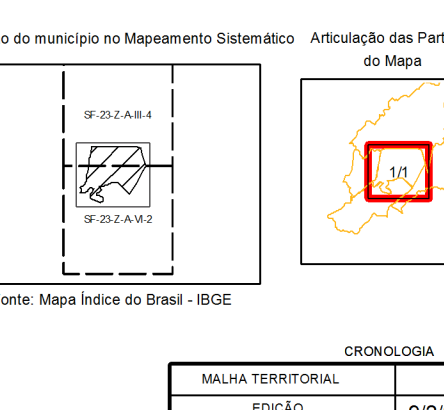 o do município no Mapeamento Sistemático
SF-23-Z-A-III-4
SF-23-Z-A-VI-2
onte: Mapa Índice do Brasil - IBGE
Articulação das Part
do Mapa
1/1
CRONOLOGIA
MALHA TERRITORIAL
EDIÇÃO